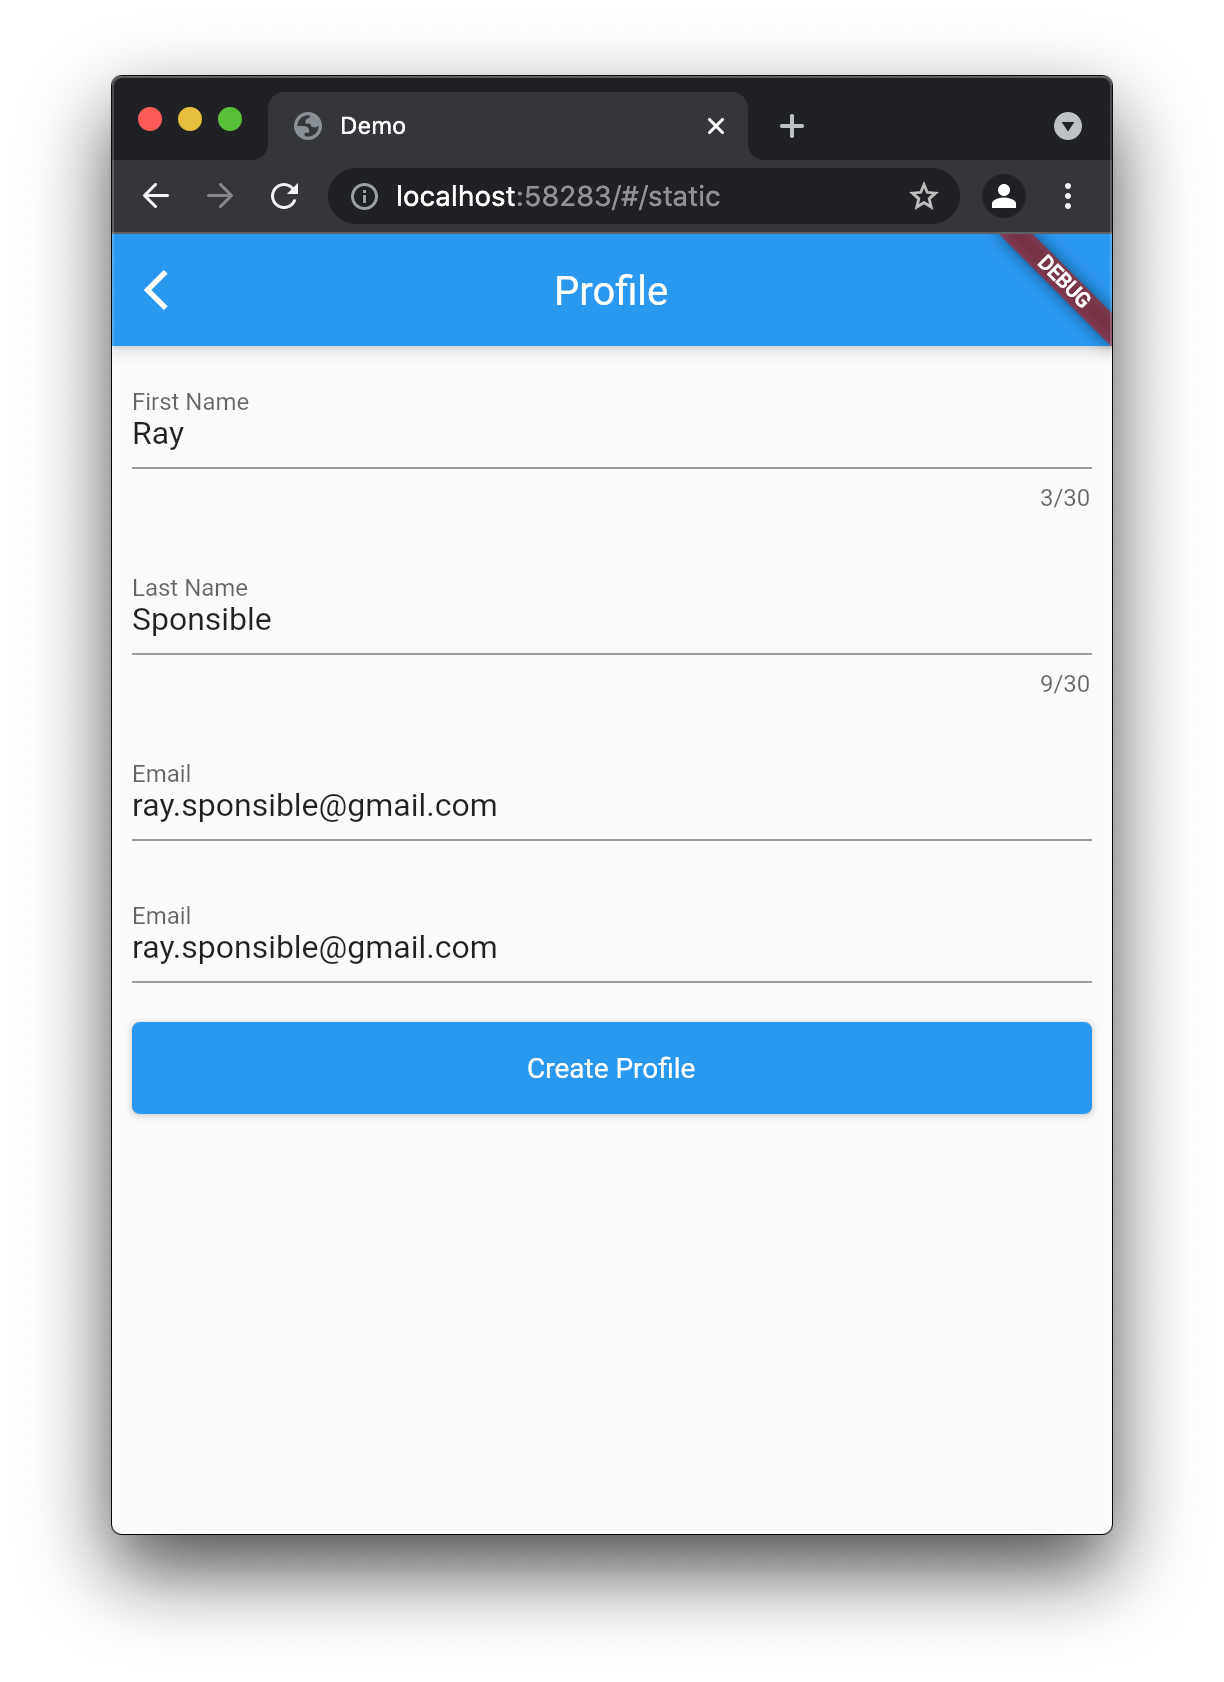 Demo
localhost:58283/#/static
Profile
DEBUG
First Name
Ray
3/30
Last Name
Sponsible
9/30
Email
ray.sponsible@gmail.com
Email
ray.sponsible@gmail.com
Create Profile